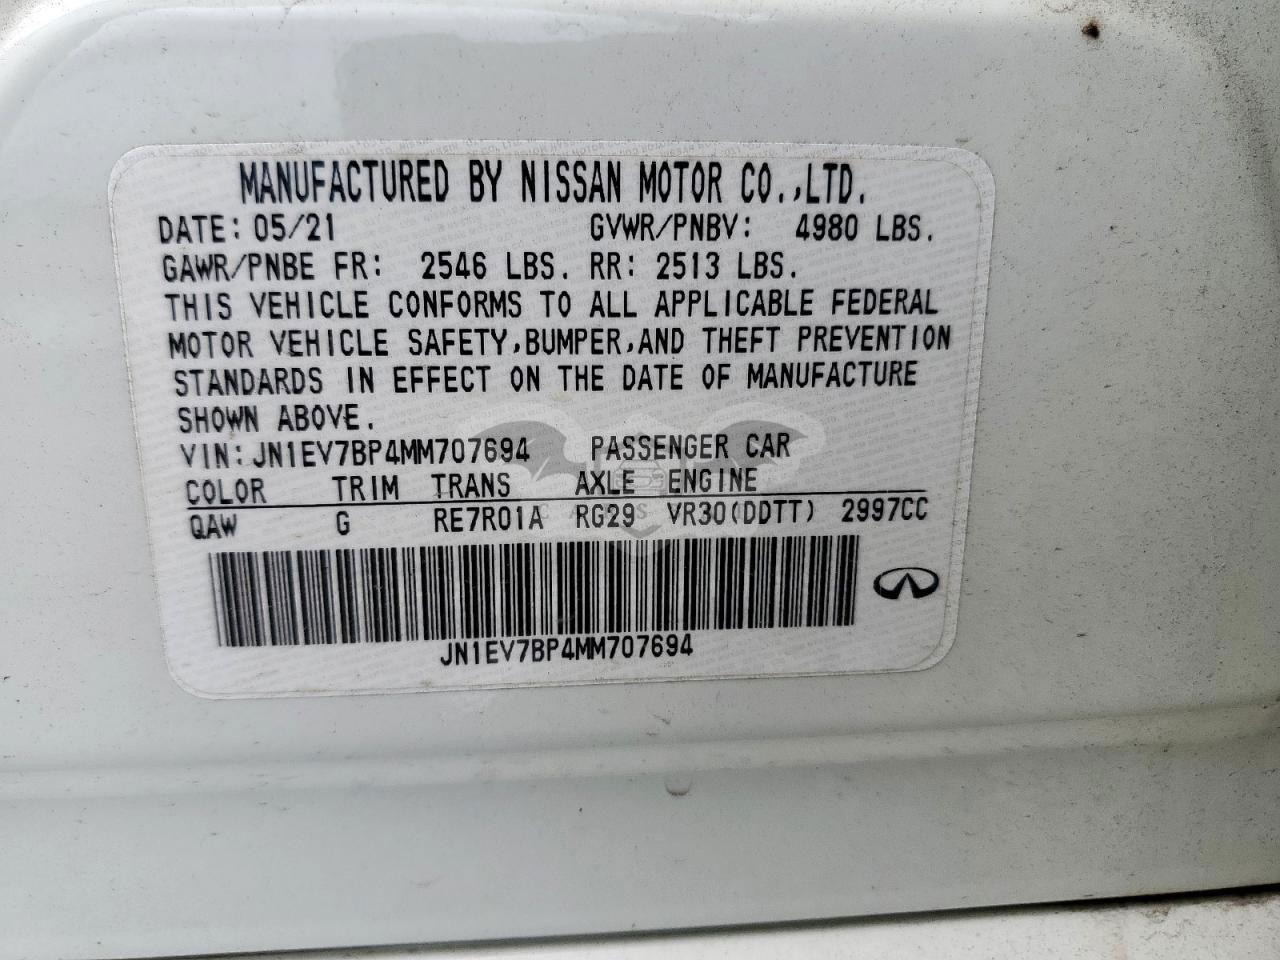 MANUFACTURED BY NISSAN MOTOR CO.,LTD.
DATE: 05/21 GVWR/PNBV: 4980 LBS.
GAWR/PNBE FR: 2546 LBS. RR: 2513 LBS.
THIS VEHICLE CONFORMS TO ALL APPLICABLE FEDERAL
MOTOR VEHICLE SAFETY,BUMPER,AND THEFT PREVENTION
STANDARDS IN EFFECT ON THE DATE OF MANUFACTURE
SHOWN ABOVE.
VIN: JN1EV7BP4MM707694 PASSENGER CAR
COLOR TRIM TRANS AXLE ENGINE
QAW G RE7R01A RG29 VR30(DDTT) 2997CC
JN1EV7BP4MM707694